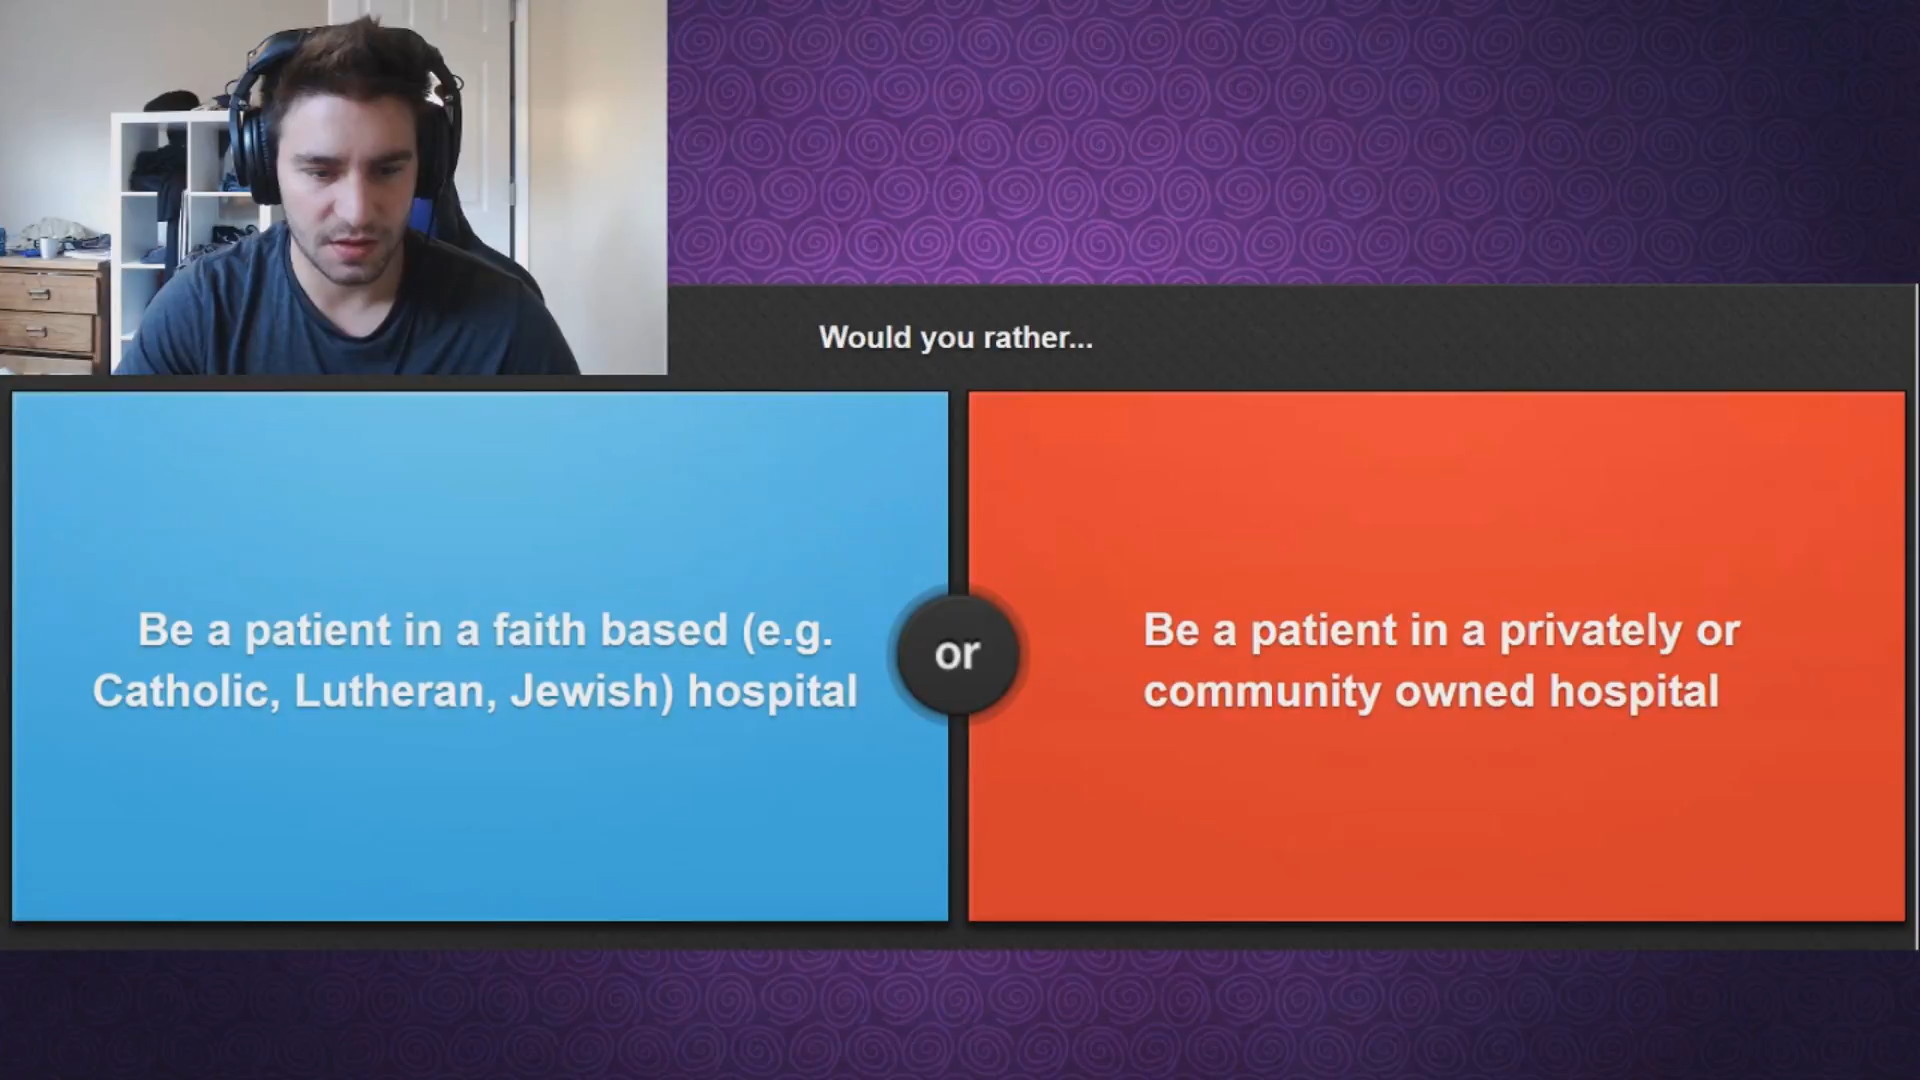 Would you rather...
Be a patient in a faith based (e.g.
Catholic, Lutheran, Jewish) hospital
or
Be a patient in a privately or
community owned hospital